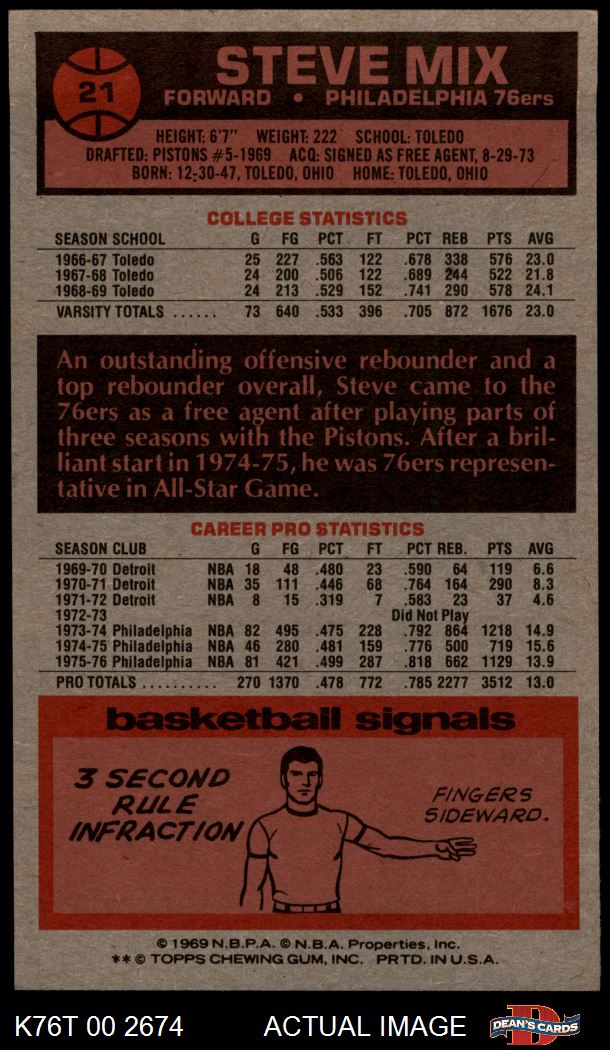 21
STEVE MIX
FORWARD • PHILADELPHIA 76ers
HEIGHT: 6'7" WEIGHT: 222 SCHOOL: TOLEDO
DRAFTED: PISTONS #5-1969 ACQ: SIGNED AS FREE AGENT, 8-29-73
BORN: 12-30-47, TOLEDO, OHIO HOME: TOLEDO, OHIO
COLLEGE STATISTICS
SEASON SCHOOL G FG PCT FT PCT REB PTS AVG
1966-67 Toledo 25 227 .563 122 .678 338 576 23.0
1967-68 Toledo 24 200 .506 122 .689 244 522 21.8
1968-69 Toledo 24 213 .529 152 .741 290 578 24.1
VARSITY TOTALS ...... 73 640 .533 396 .705 872 1676 23.0
An outstanding offensive rebounder and a
top rebounder overall, Steve came to the
76ers as a free agent after playing parts of
three seasons with the Pistons. After a bril-
liant start in 1974-75, he was 76ers represen-
tative in All-Star Game.
CAREER PRO STATISTICS
SEASON CLUB G FG PCT FT PCT REB. PTS AVG
1969-70 Detroit NBA 18 48 .480 23 .590 64 119 6.6
1970-71 Detroit NBA 35 111 .446 68 .764 164 290 8.3
1971-72 Detroit NBA 8 15 .319 7 .583 23 37 4.6
1972-73 Did Not Play
1973-74 Philadelphia NBA 82 495 .475 228 .792 864 1218 14.9
1974-75 Philadelphia NBA 46 280 .481 159 .776 500 719 15.6
1975-76 Philadelphia NBA 81 421 .499 287 .818 662 1129 13.9
PRO TOTALS .......... 270 1370 .478 772 .785 2277 3512 13.0
basketball signals
3 SECOND
RULE
INFRACTION
FINGERS
SIDEWARD.
© 1969 N.B.P.A. © N.B.A. Properties, Inc.
** © TOPPS CHEWING GUM, INC. PRTD. IN U.S.A.
K76T 00 2674 ACTUAL IMAGE
D
DEAN'S CARDS